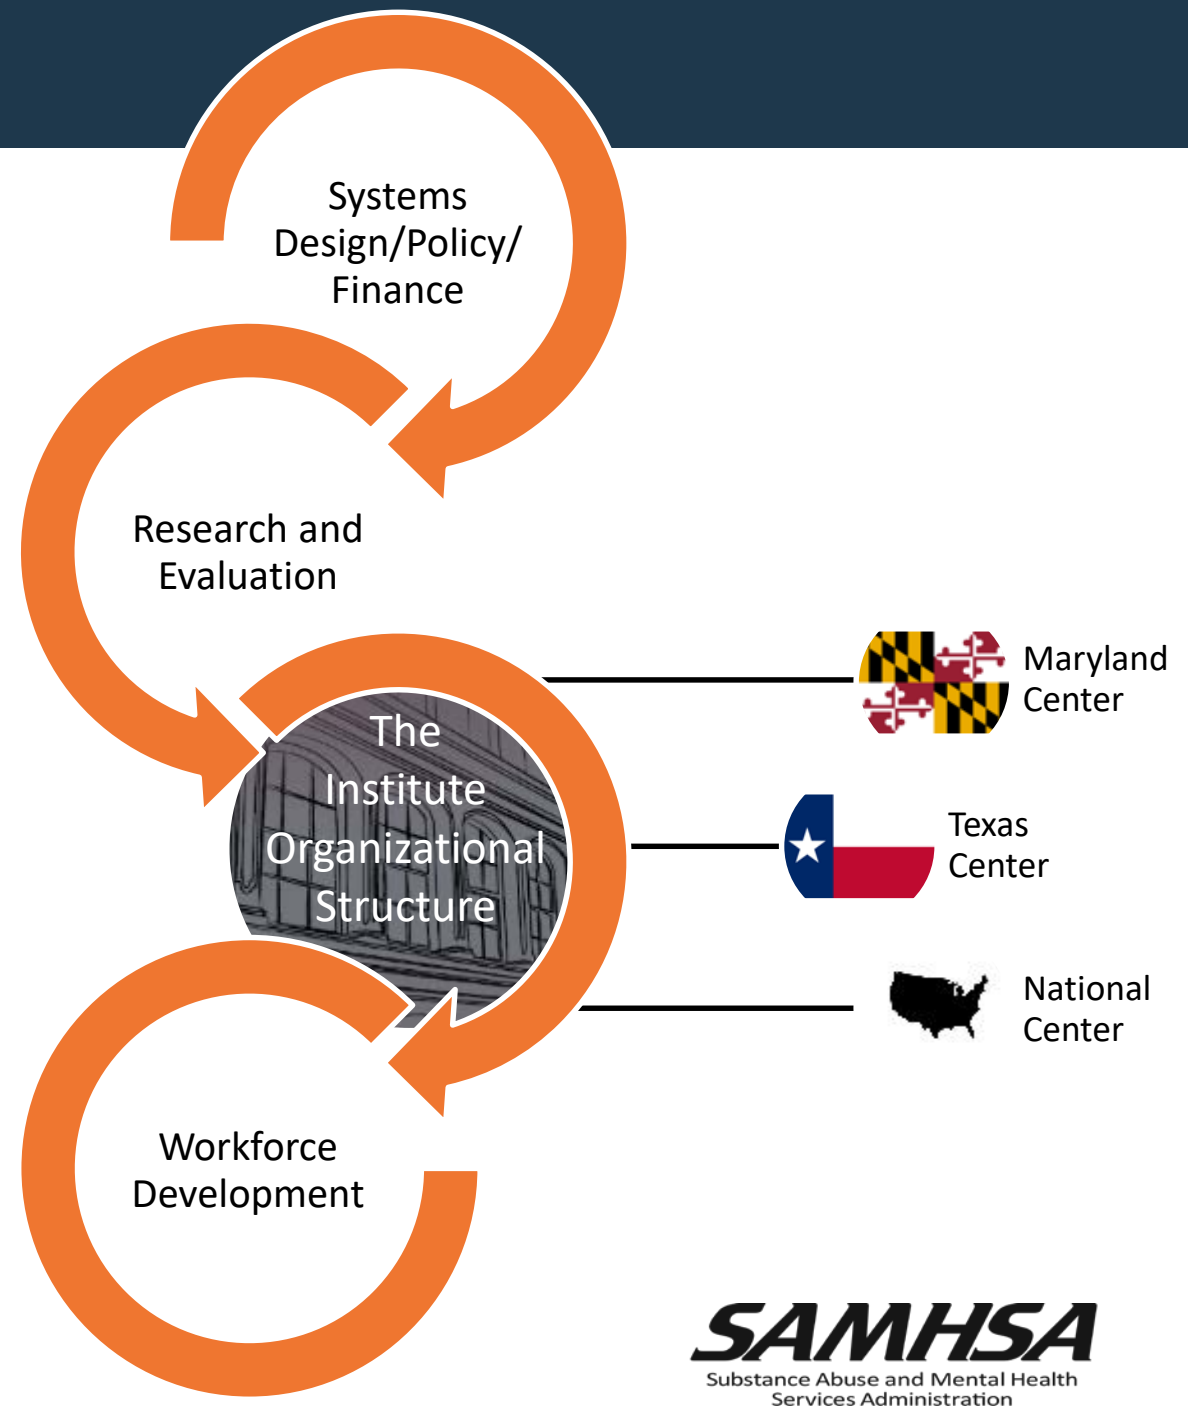 Systems
Design/Policy/
Finance
Research and
Evaluation
The
Institute
Organizational
Structure
Maryland
Center
Texas
Center
National
Center
Workforce
Development
SAMHSA
Substance Abuse and Mental Health
Services Administration